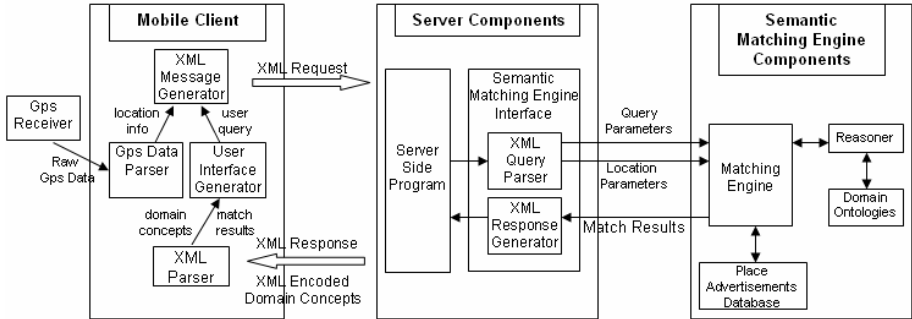 Mobile Client
XML
Message
Generator
location
info
user
query
Gps
Receiver
Raw
Gps Data
Gps Data
Parser
User
Interface
Generator
domain
concepts
match
results
XML
Parser
XML Request
XML Response
XML Encoded
Domain Concepts
Server Components
Server
Side
Program
Semantic
Matching Engine
Interface
XML
Query
Parser
XML
Response
Generator
Query
Parameters
Location
Parameters
Match Results
Semantic
Matching Engine
Components
Matching
Engine
Reasoner
Domain
Ontologies
Place
Advertisements
Database